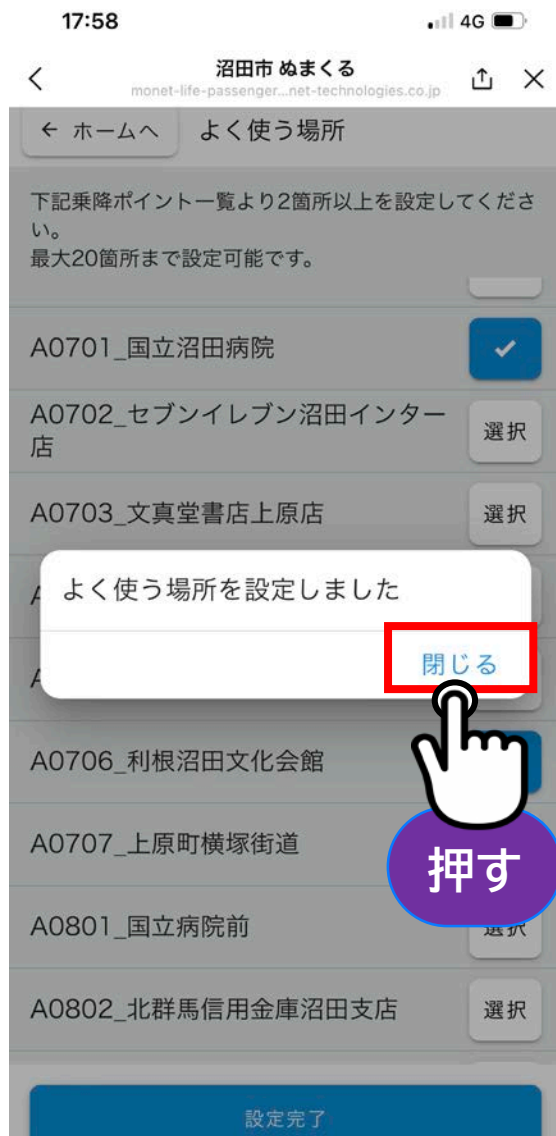 17:58
4G
沼田市 ぬまくる
monet-life-passenger...net-technologies.co.jp
← ホームへ
よく使う場所
下記乗降ポイント一覧より2箇所以上を設定してくださ
い。
最大20箇所まで設定可能です。
A0701_国立沼田病院
A0702_セブンイレブン沼田インター
店
選択
A0703_文真堂書店上原店
選択
よく使う場所を設定しました
閉じる
A0706_利根沼田文化会館
押す
A0707_上原町横塚街道
A0801_国立病院前
選択
A0802_北群馬信用金庫沼田支店
選択
設定完了